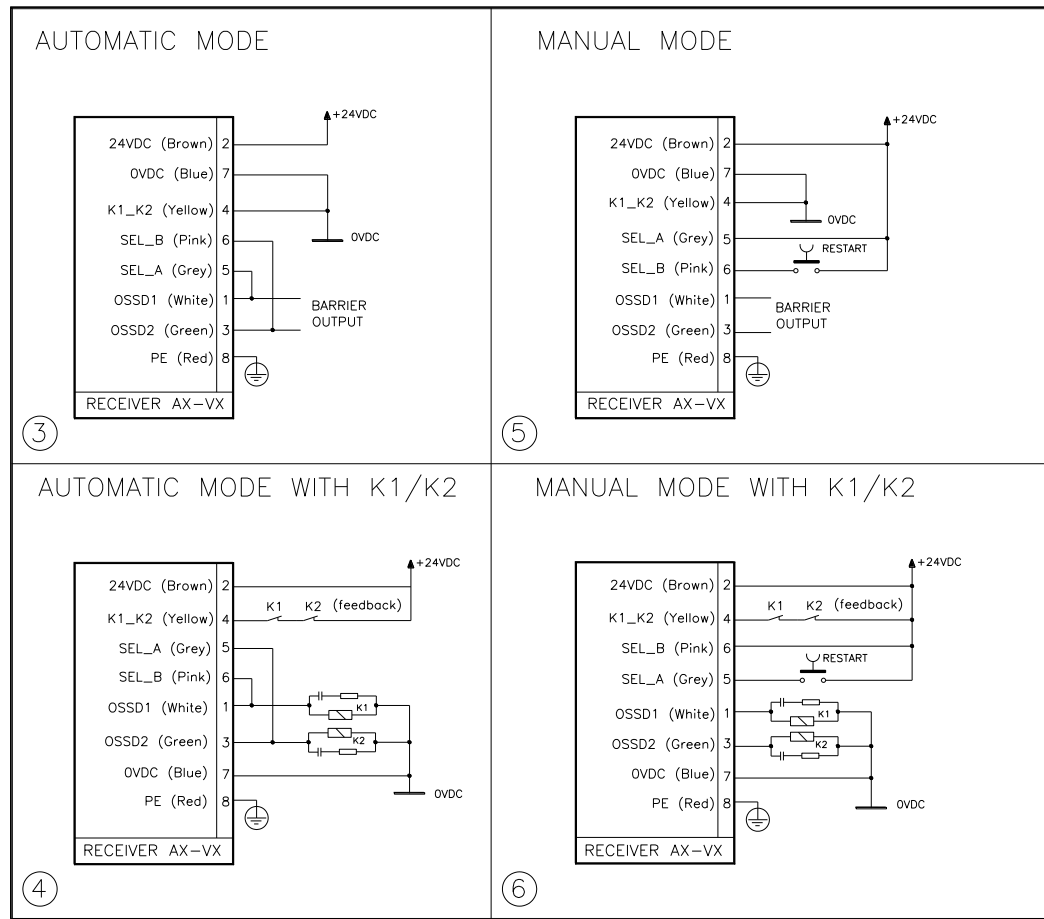 AUTOMATIC MODE
+24VDC
24VDC (Brown) 2
0VDC (Blue) 7
K1_K2 (Yellow) 4
0VDC
SEL_B (Pink) 6
SEL_A (Grey) 5
OSSD1 (White) 1
BARRIER
OUTPUT
OSSD2 (Green) 3
PE (Red) 8
RECEIVER AX-VX
3
MANUAL MODE
+24VDC
24VDC (Brown) 2
0VDC (Blue) 7
K1_K2 (Yellow) 4
0VDC
SEL_A (Grey) 5
RESTART
SEL_B (Pink) 6
OSSD1 (White) 1
BARRIER
OUTPUT
OSSD2 (Green) 3
PE (Red) 8
RECEIVER AX-VX
5
AUTOMATIC MODE WITH K1/K2
+24VDC
24VDC (Brown) 2
K1 K2 (feedback)
K1_K2 (Yellow) 4
SEL_A (Grey) 5
SEL_B (Pink) 6
OSSD1 (White) 1
K1
OSSD2 (Green) 3
K2
0VDC (Blue) 7
0VDC
PE (Red) 8
RECEIVER AX-VX
4
MANUAL MODE WITH K1/K2
+24VDC
24VDC (Brown) 2
K1 K2 (feedback)
K1_K2 (Yellow) 4
SEL_B (Pink) 6
RESTART
SEL_A (Grey) 5
OSSD1 (White) 1
K1
OSSD2 (Green) 3
K2
0VDC (Blue) 7
PE (Red) 8
0VDC
RECEIVER AX-VX
6